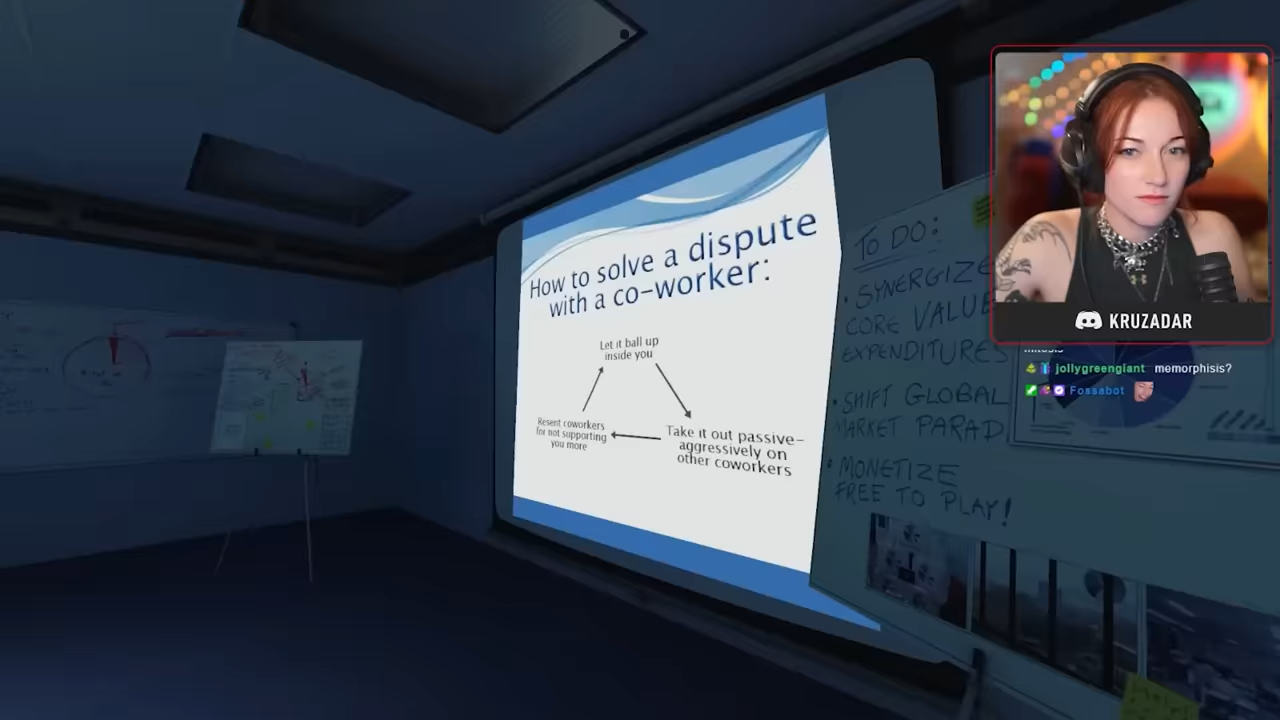 How to solve a dispute
with a co-worker:
Let it ball up
inside you
Take it out passive-
aggressively on
other coworkers
Resent coworkers
for not supporting
you more
TO DO:
• SYNERGIZE
CORE VALUE
EXPENDITURES
• SHIFT GLOBAL
MARKET PARAD
• MONETIZE
FREE TO PLAY!
KRUZADAR
jollygreengiant memorphisis?
Fossabot